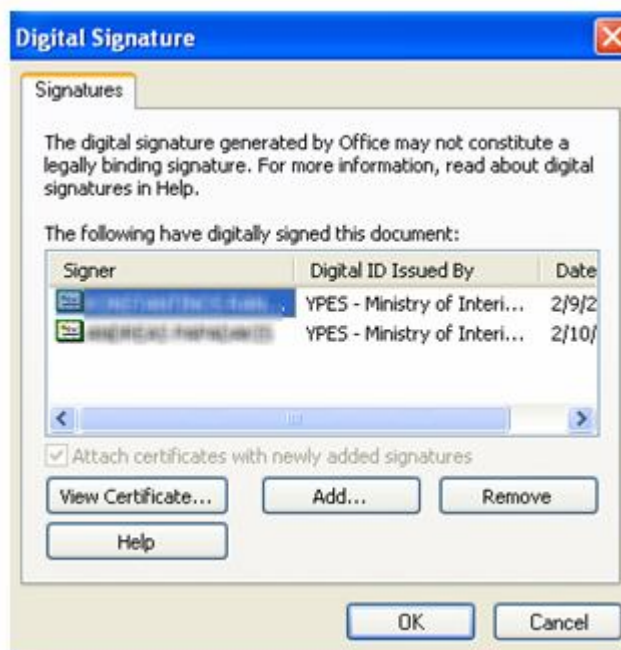 Digital Signature
Signatures
The digital signature generated by Office may not constitute a
legally binding signature. For more information, read about digital
signatures in Help.
The following have digitally signed this document:
Signer Digital ID Issued By Date
YPES - Ministry of Interi... 2/9/2
YPES - Ministry of Interi... 2/10/
Attach certificates with newly added signatures
View Certificate... Add... Remove
Help
OK Cancel